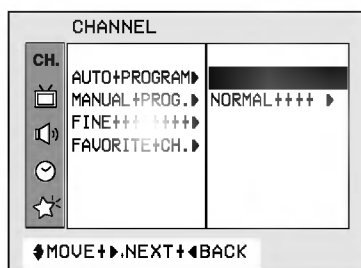 CHANNEL
CH.
AUTO+PROGRAM▶
MANUAL+PROG.▶ NORMAL++++ ▶
FINE++++++++▶
FAVORITE+CH.▶
♦MOVE+▶.NEXT+◀BACK